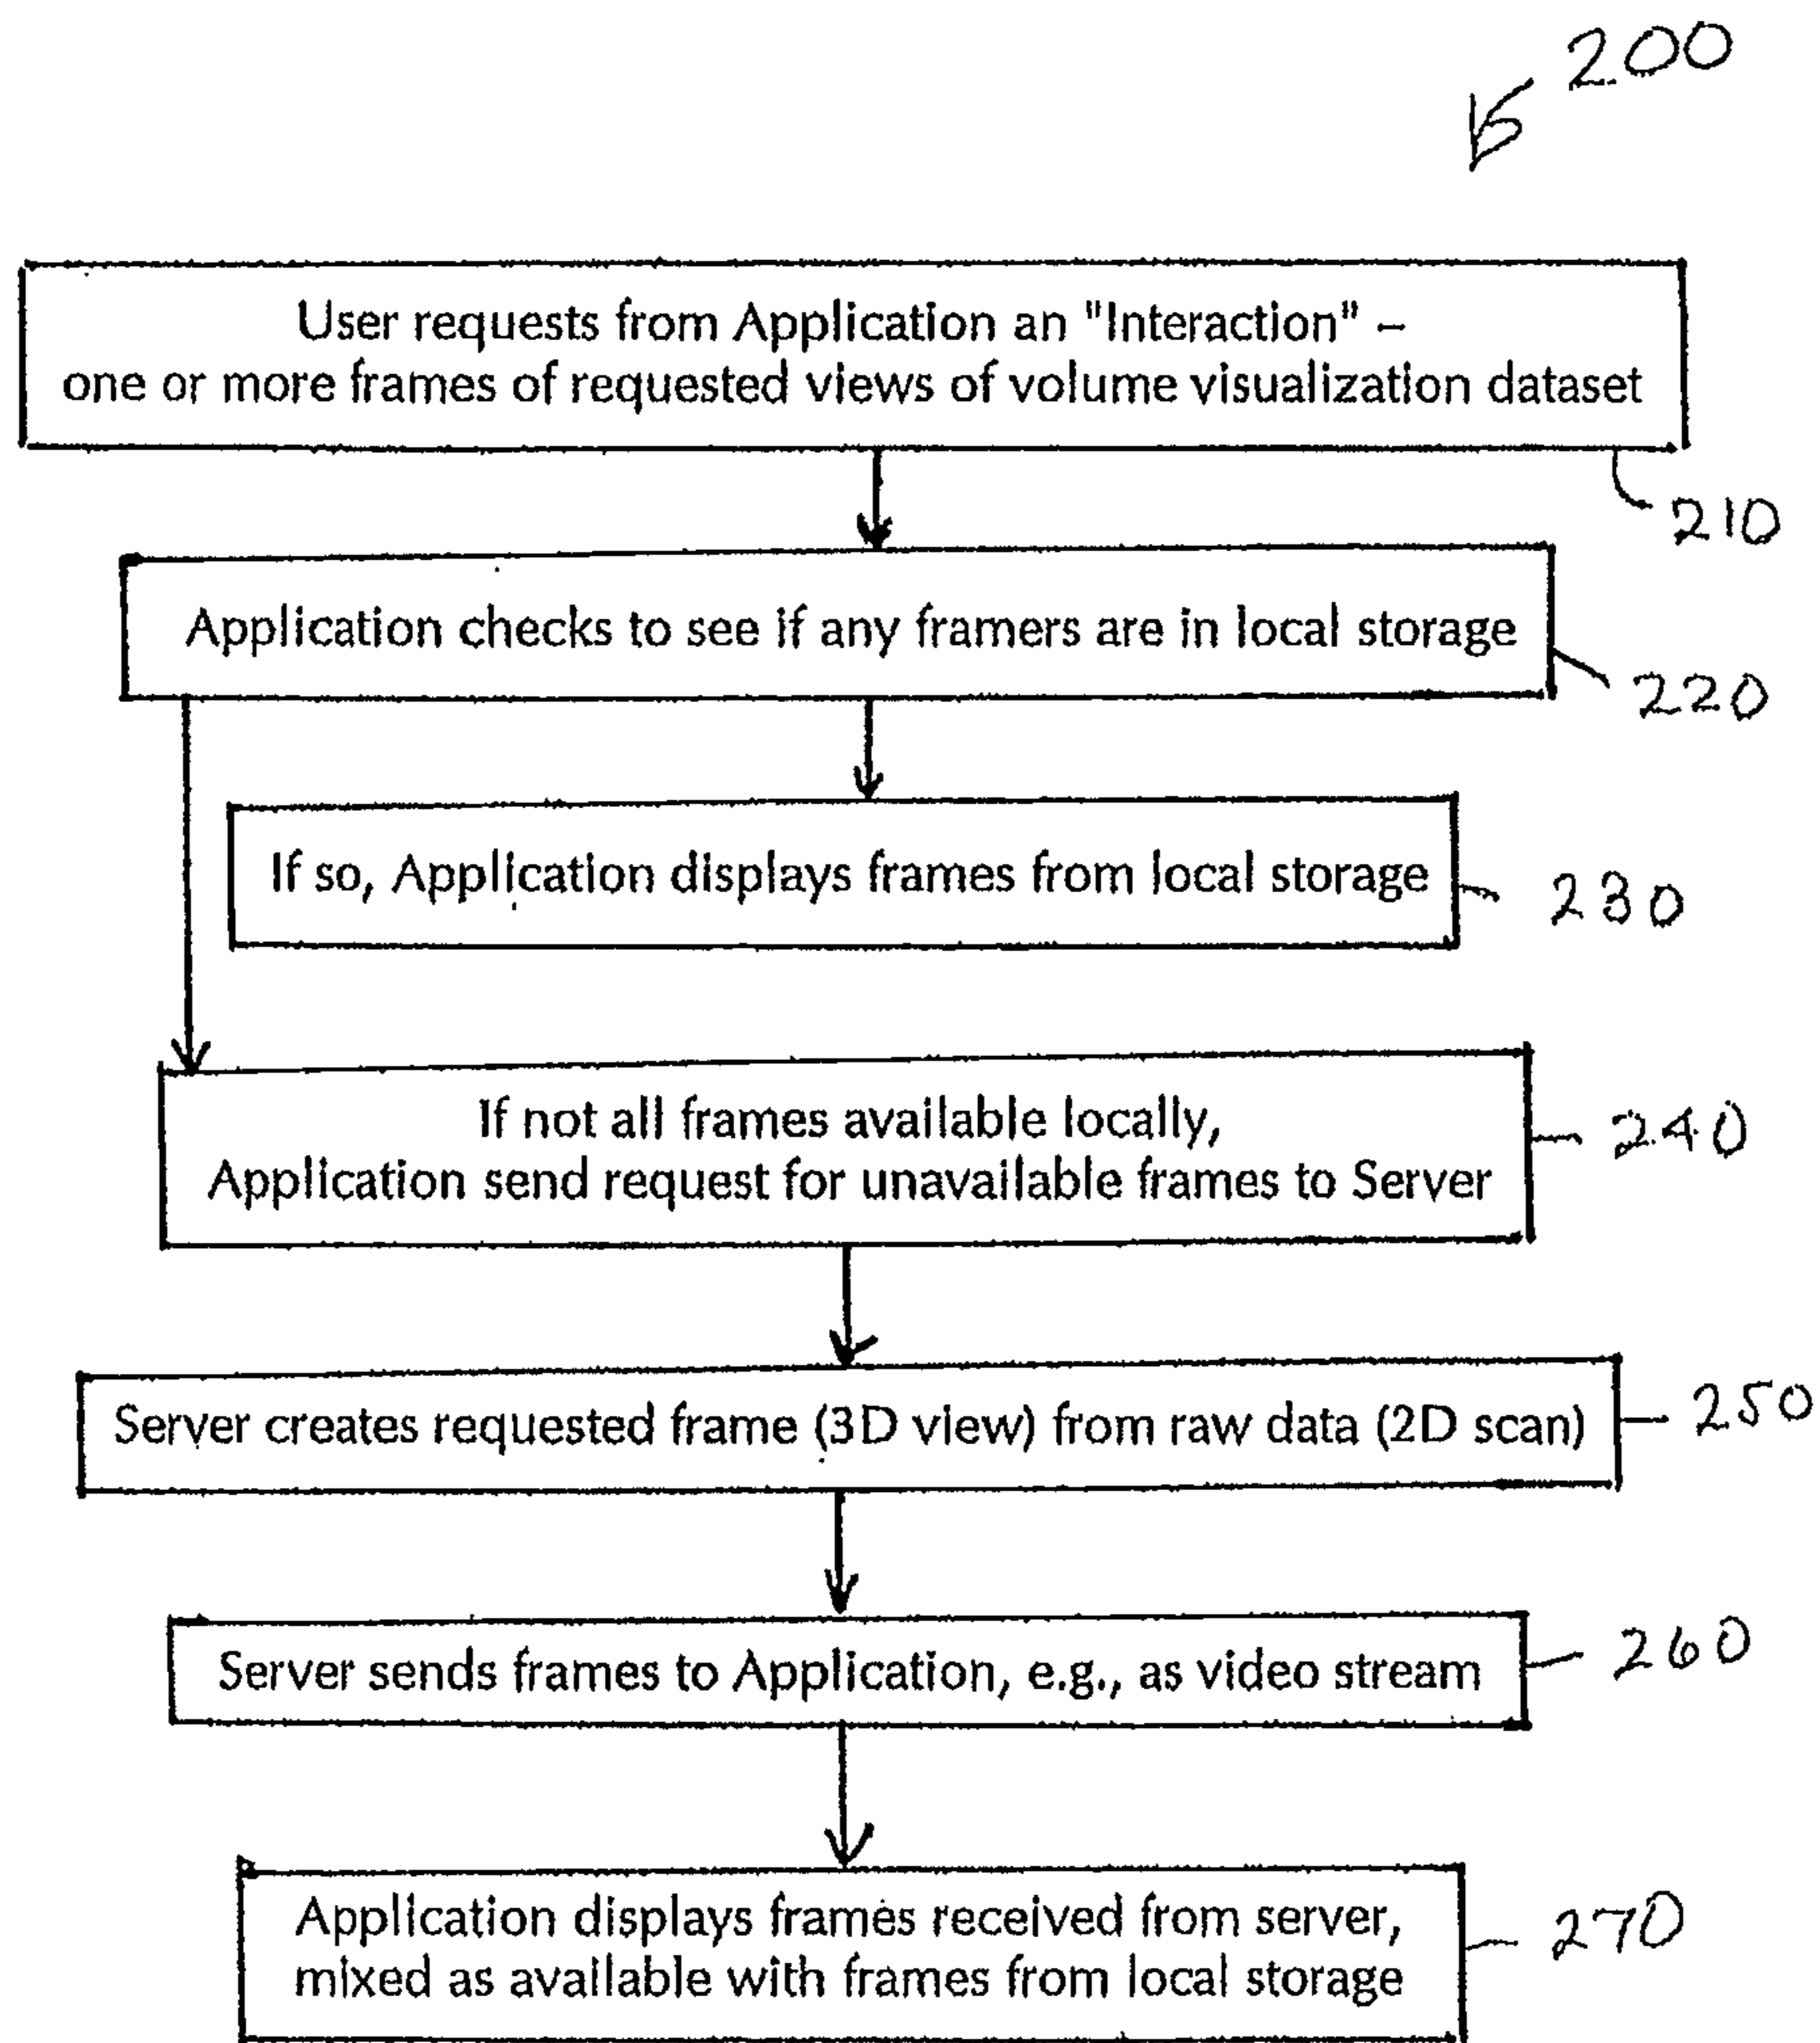 200
User requests from Application an "Interaction" –
one or more frames of requested views of volume visualization dataset
210
Application checks to see if any framers are in local storage
220
If so, Application displays frames from local storage
230
If not all frames available locally,
Application send request for unavailable frames to Server
240
Server creates requested frame (3D view) from raw data (2D scan)
250
Server sends frames to Application, e.g., as video stream
260
Application displays frames received from server,
mixed as available with frames from local storage
270